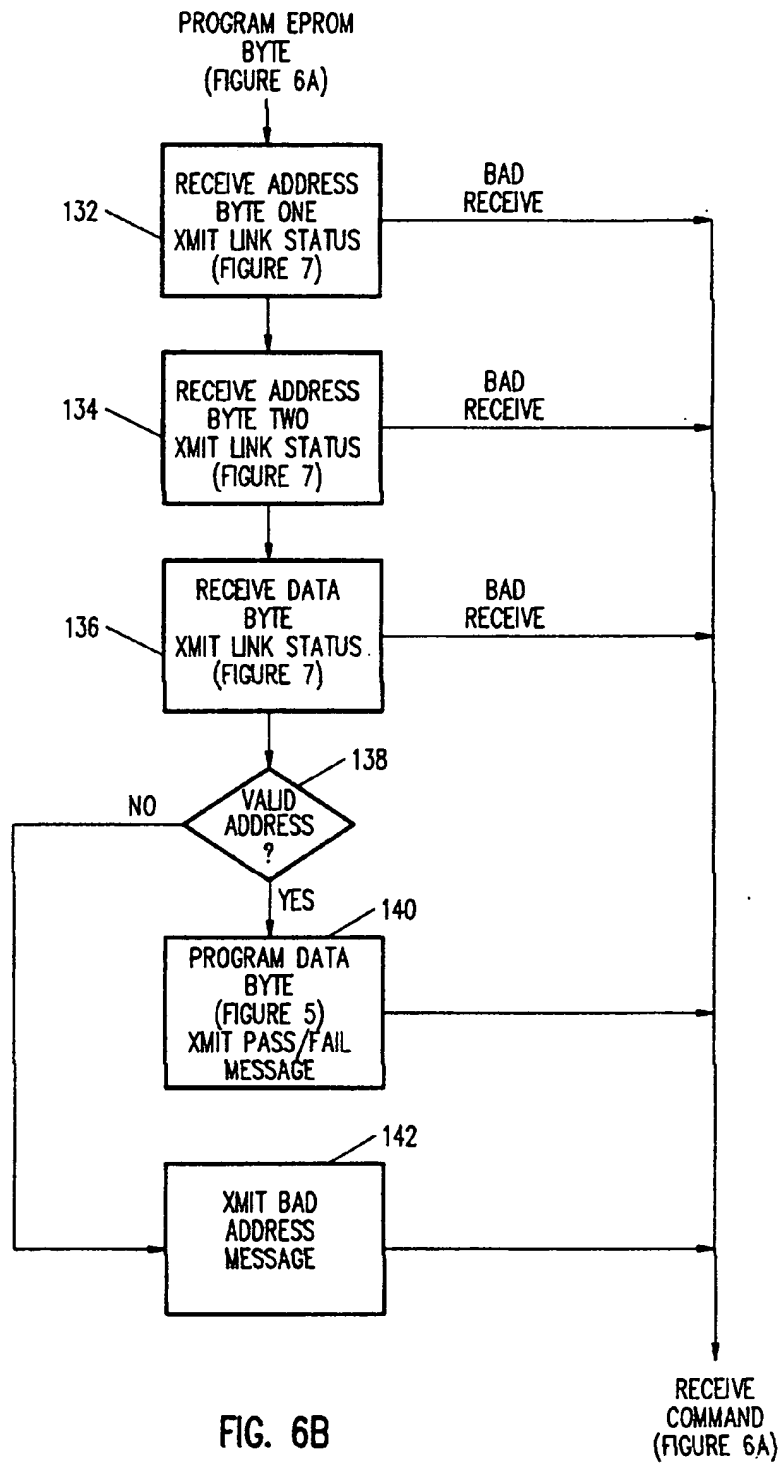 PROGRAM EPROM
BYTE
(FIGURE 6A)
132
RECEIVE ADDRESS
BYTE ONE
XMIT LINK STATUS
(FIGURE 7)
BAD
RECEIVE
134
RECEIVE ADDRESS
BYTE TWO
XMIT LINK STATUS
(FIGURE 7)
BAD
RECEIVE
136
RECEIVE DATA
BYTE
XMIT LINK STATUS
(FIGURE 7)
BAD
RECEIVE
138
NO
VALID
ADDRESS
?
YES
140
PROGRAM DATA
BYTE
(FIGURE 5)
XMIT PASS/FAIL
MESSAGE
142
XMIT BAD
ADDRESS
MESSAGE
RECEIVE
COMMAND
(FIGURE 6A)
FIG. 6B